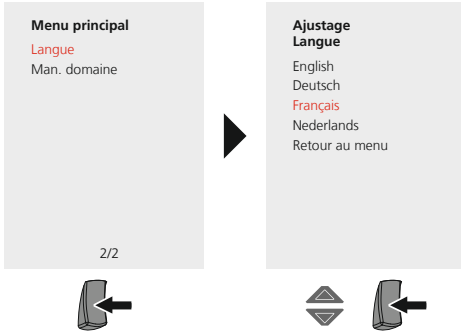 Menu principal
Langue
Man. domaine
2/2
Ajustage
Langue
English
Deutsch
Français
Nederlands
Retour au menu